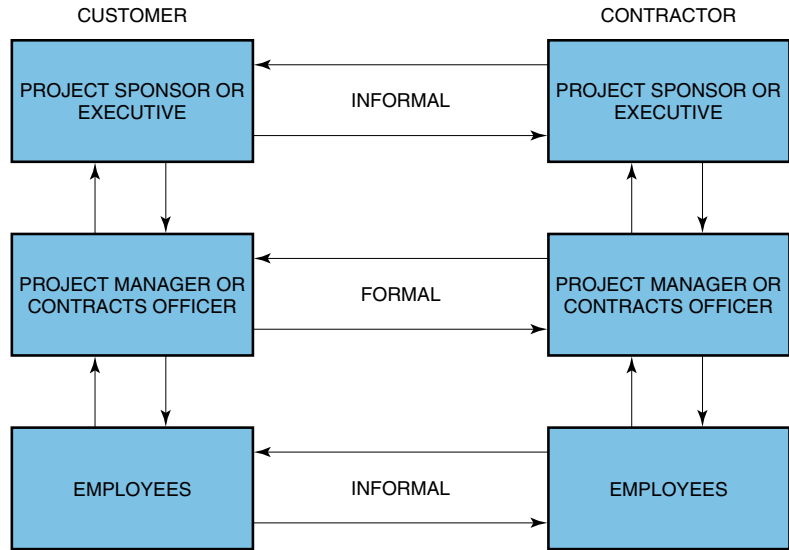 CUSTOMER
CONTRACTOR
PROJECT SPONSOR OR
EXECUTIVE
INFORMAL
PROJECT SPONSOR OR
EXECUTIVE
PROJECT MANAGER OR
CONTRACTS OFFICER
FORMAL
PROJECT MANAGER OR
CONTRACTS OFFICER
EMPLOYEES
INFORMAL
EMPLOYEES